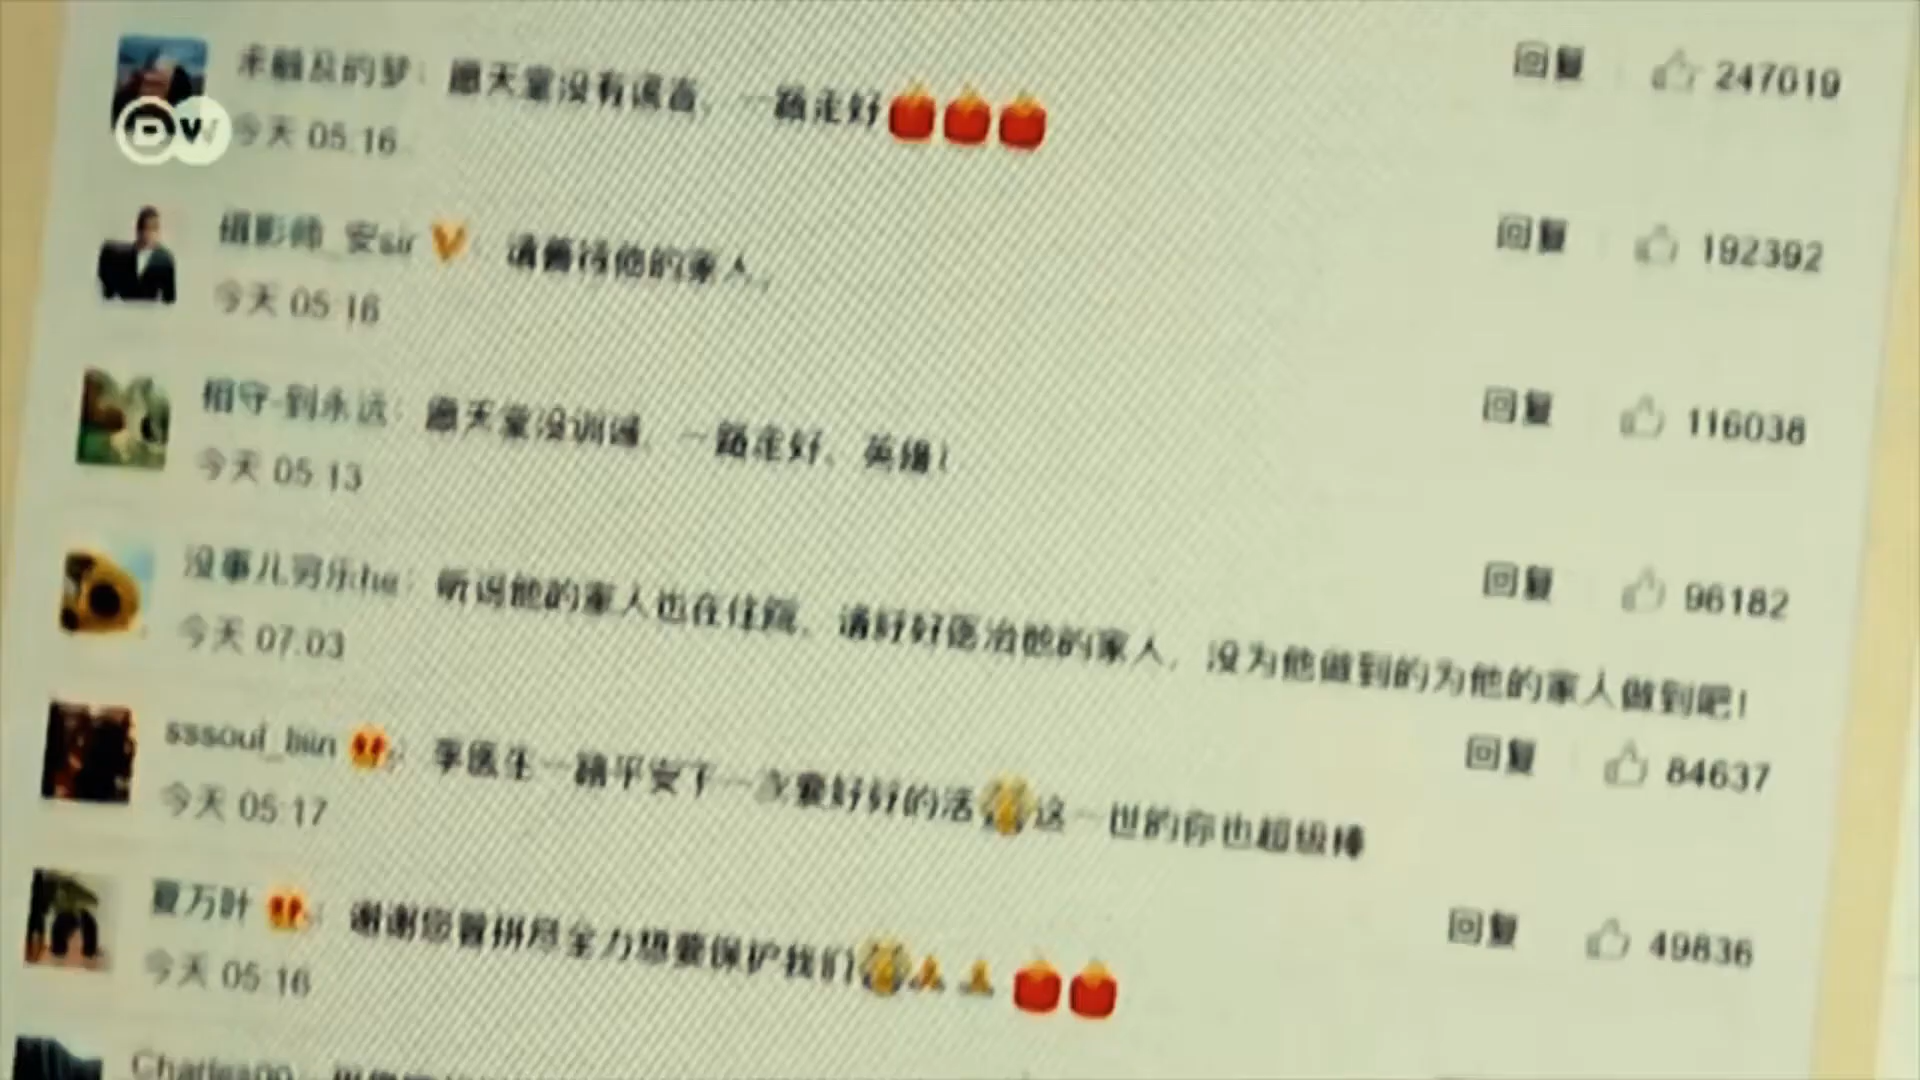 DW
未触及的梦：愿天堂没有谎言，一路走好
回复 247019
今天 05:16
摄影师_安sir：请善待他的家人，
回复 192392
今天 05:16
相守-到永远：愿天堂没训诫，一路走好，英雄！
回复 116038
今天 05:13
没事儿穷乐he：听说他的家人也在住院，请好好医治他的家人，没为他做到的为他的家人做到吧！
回复 96182
今天 07:03
sssoul_biin：李医生一路平安下一次要好好的活这一世的你也超级棒
回复 84637
今天 05:17
夏万叶：谢谢您曾拼尽全力想要保护我们
回复 49836
今天 05:16